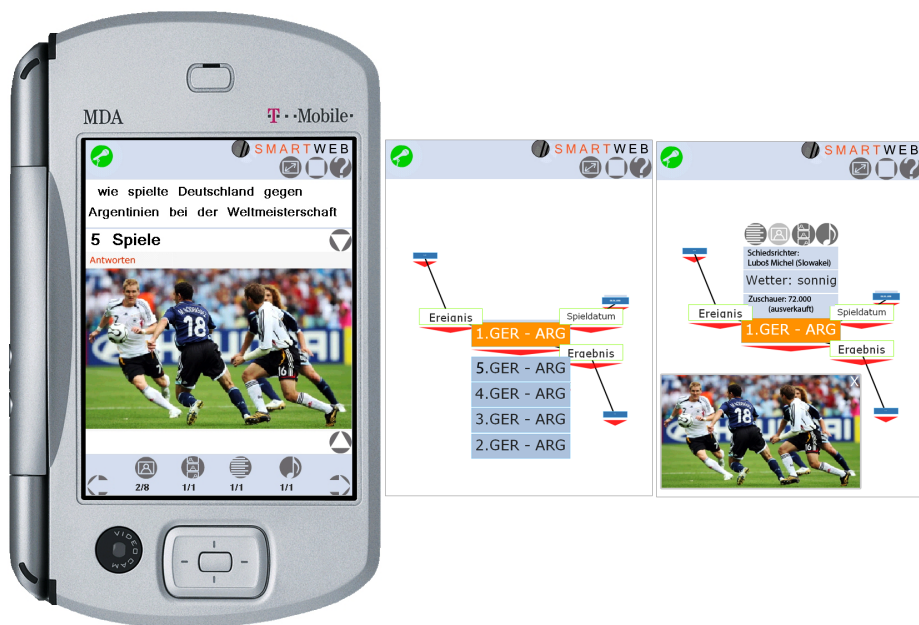 MDA
T··Mobile·
SMARTWEB
wie spielte Deutschland gegen
Argentinien bei der Weltmeisterschaft
5 Spiele
Antworten
18
16
2/8
1/1
1/1
1/1
VIDEOCAM
SMARTWEB
Ereignis
Spieldatum
1.GER - ARG
Ergebnis
5.GER - ARG
4.GER - ARG
3.GER - ARG
2.GER - ARG
SMARTWEB
Schiedsrichter:
Luboš Michel (Slowakei)
Wetter: sonnig
Zuschauer: 72.000
(ausverkauft)
Ereignis
Spieldatum
1.GER - ARG
Ergebnis
X
18